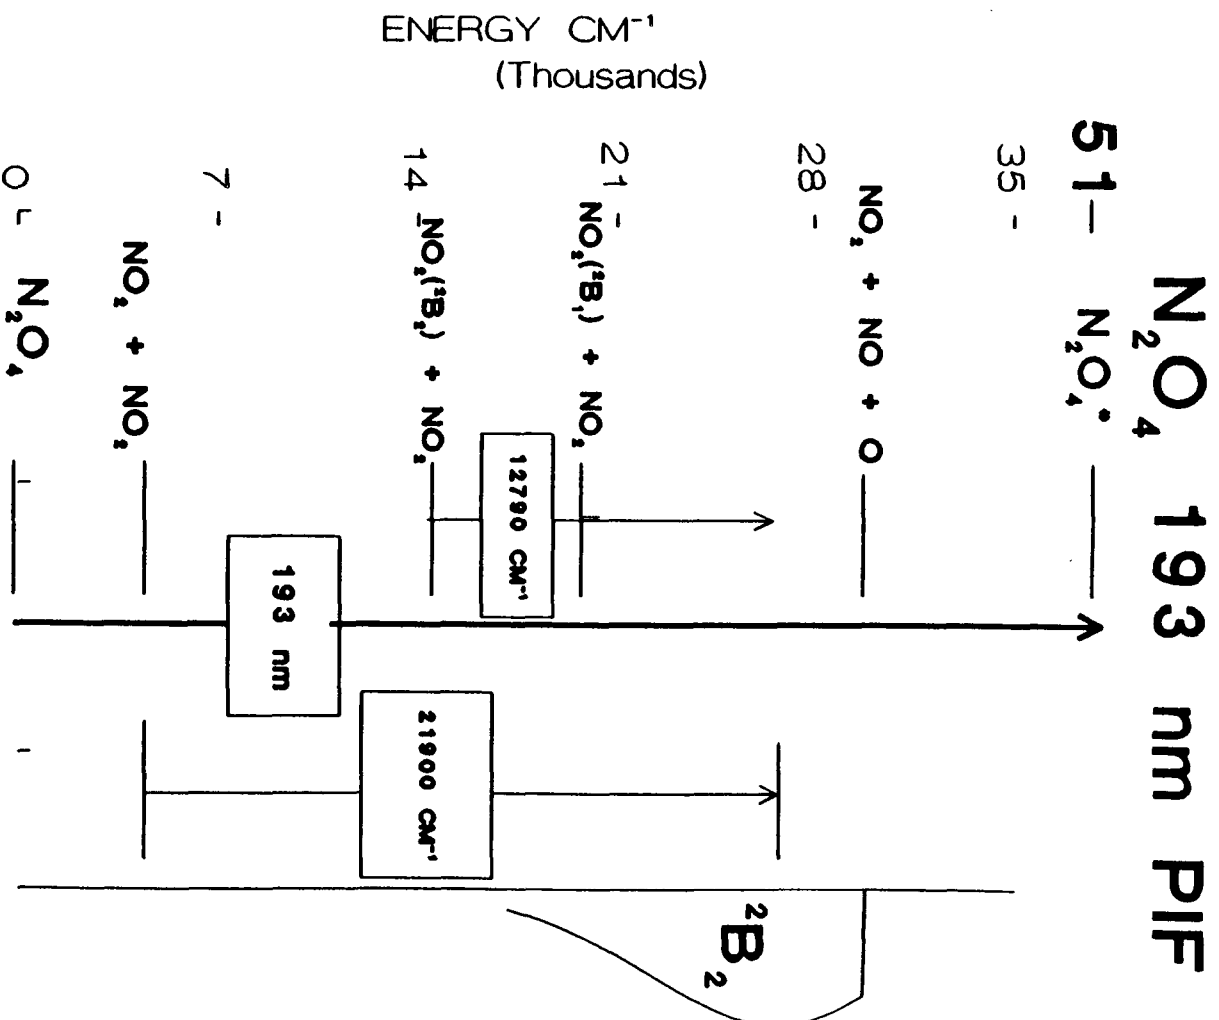 N₂O₄ 193 nm PIF
ENERGY CM⁻¹
(Thousands)
51
N₂O₄*
35
NO₂ + NO + O
28
21
NO₂(²B₁) + NO₂
14
NO₂(²B₂) + NO₂
7
NO₂ + NO₂
0
N₂O₄
12790 CM⁻¹
193 nm
21900 CM⁻¹
²B₂